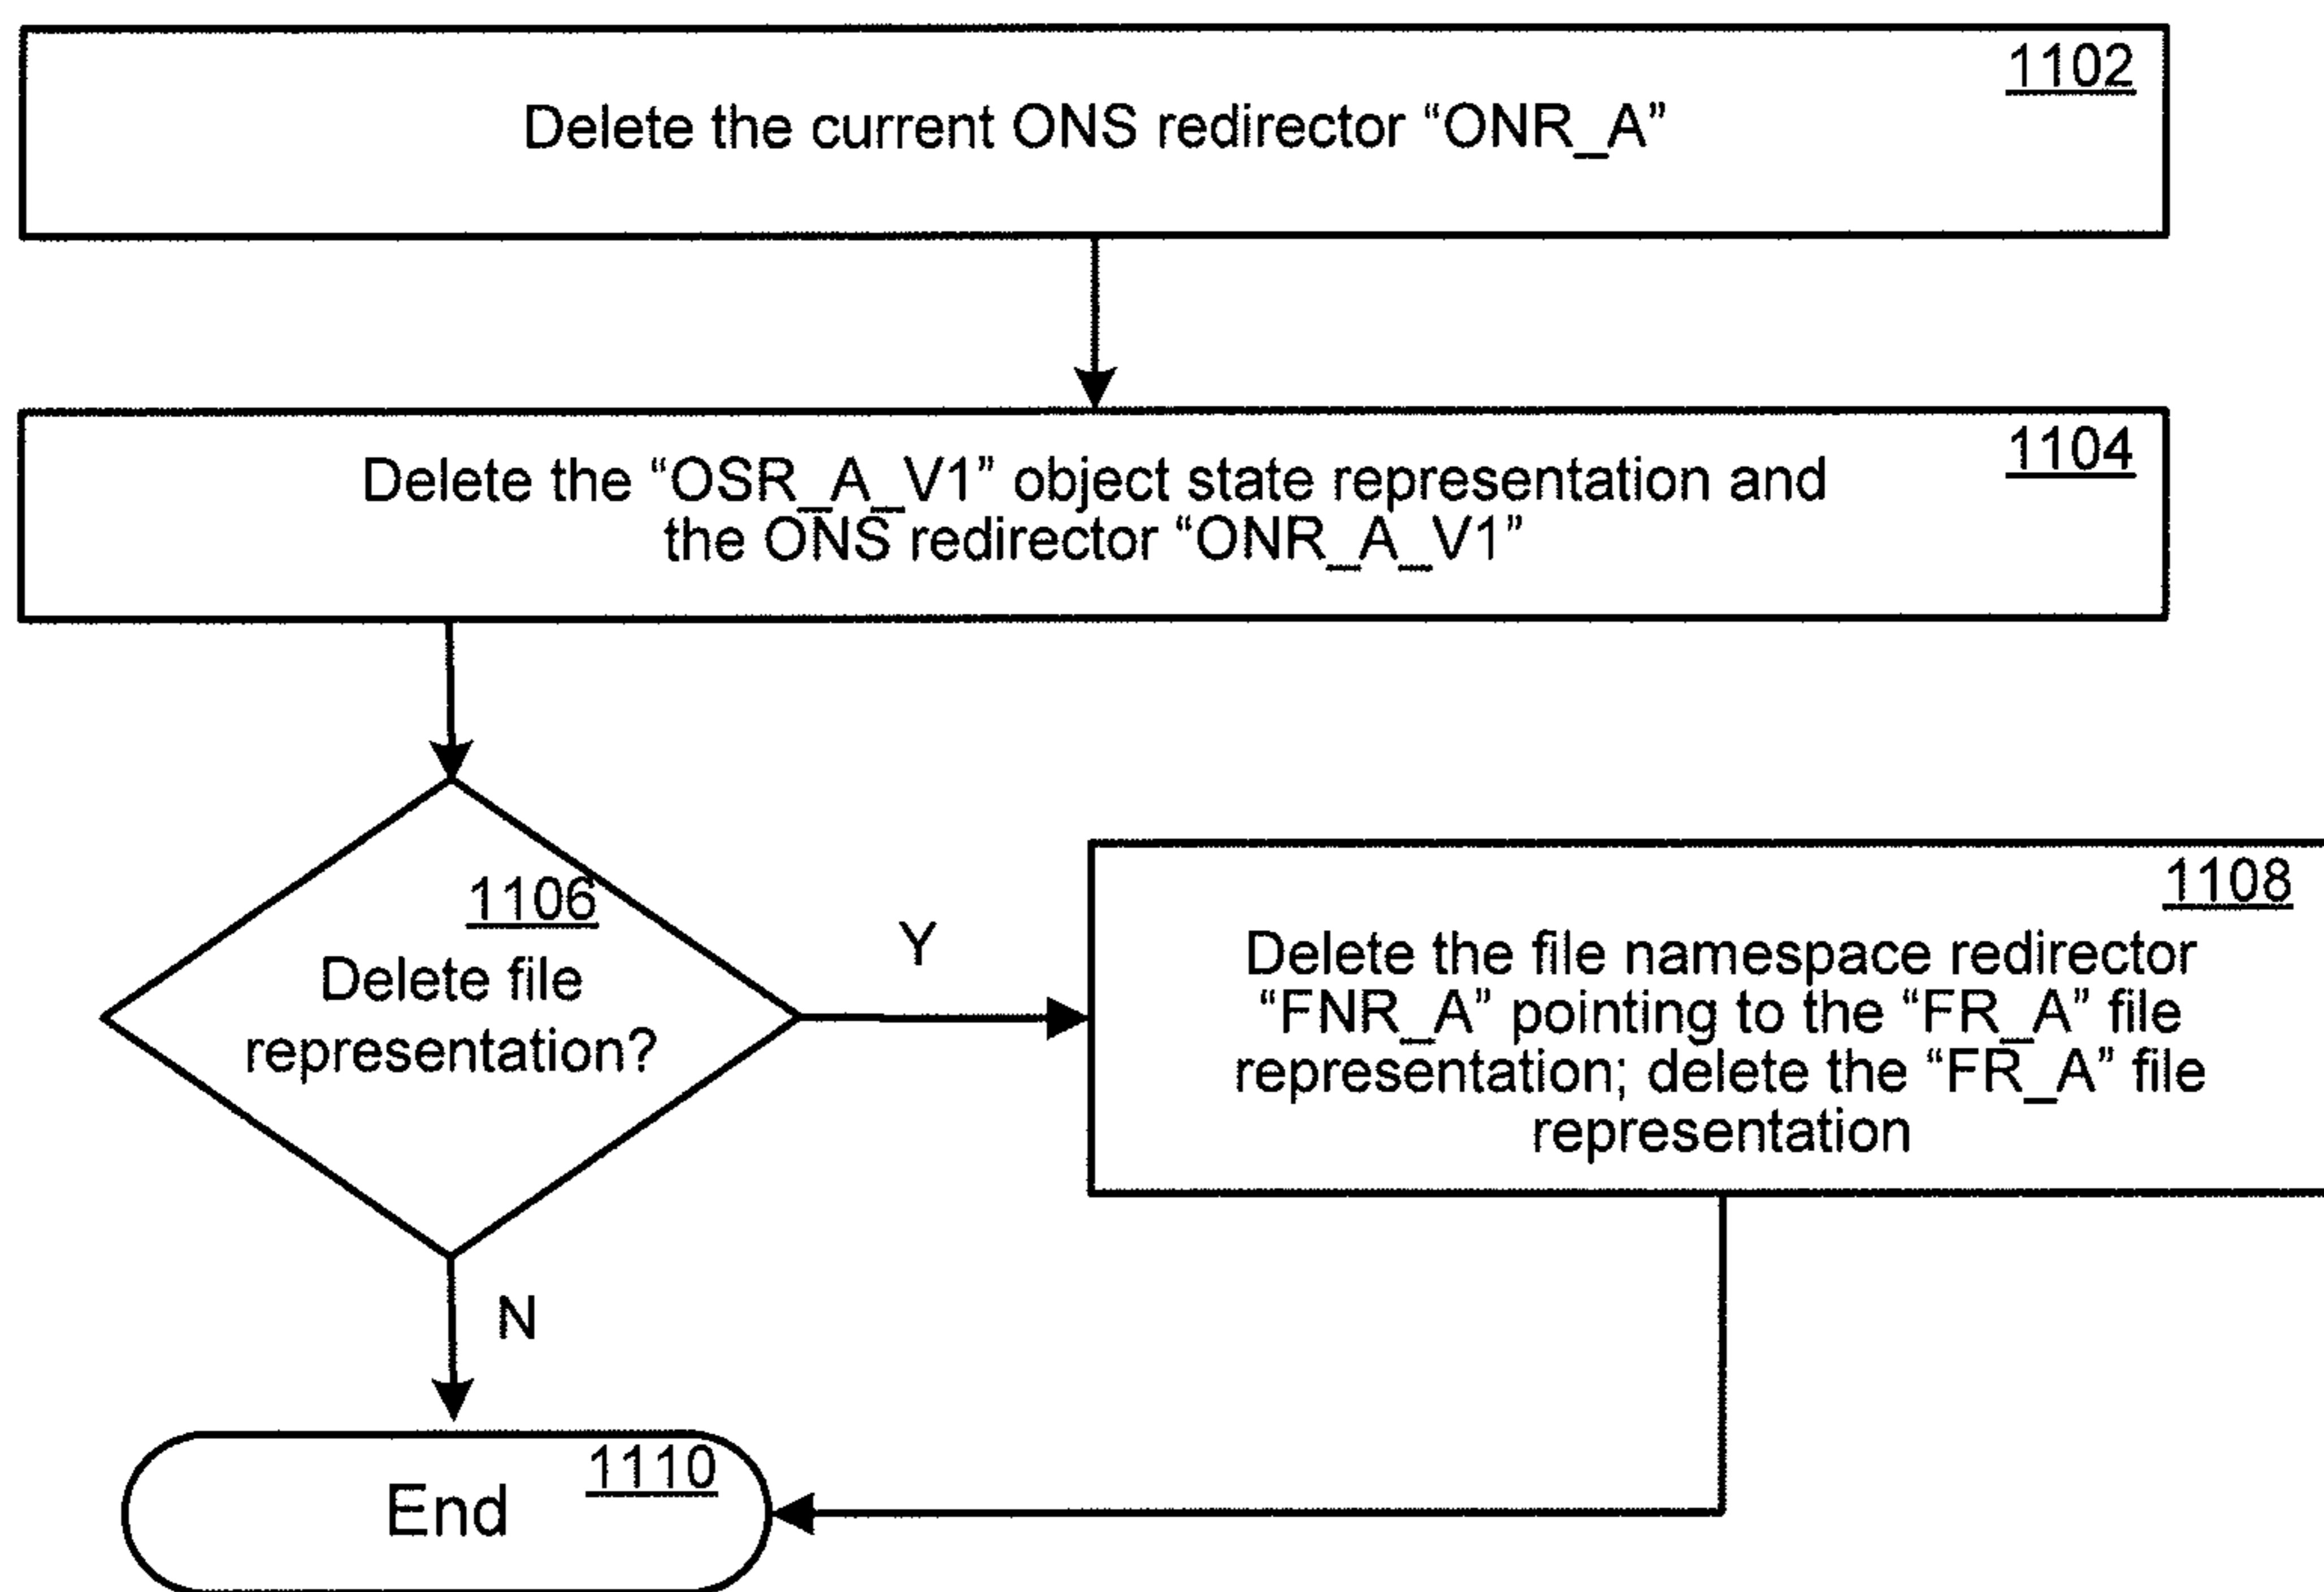 1102
Delete the current ONS redirector “ONR_A”
1104
Delete the “OSR_A_V1” object state representation and
the ONS redirector “ONR_A_V1”
1106
Delete file
representation?
Y
1108
Delete the file namespace redirector
“FNR_A” pointing to the “FR_A” file
representation; delete the “FR_A” file
representation
N
1110
End